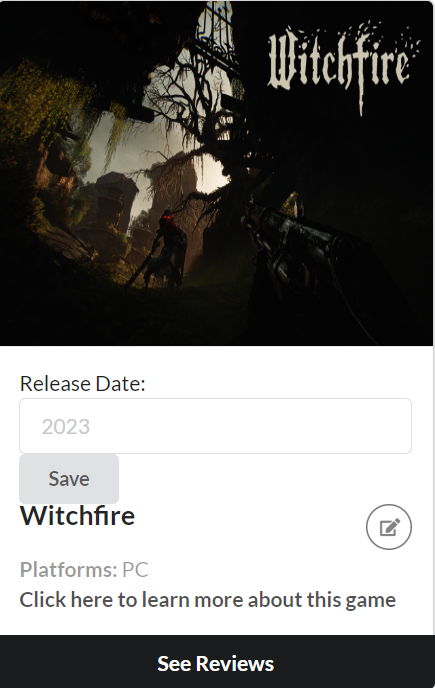 Witchfire
Release Date:
2023
Save
Witchfire
Platforms: PC
Click here to learn more about this game
See Reviews